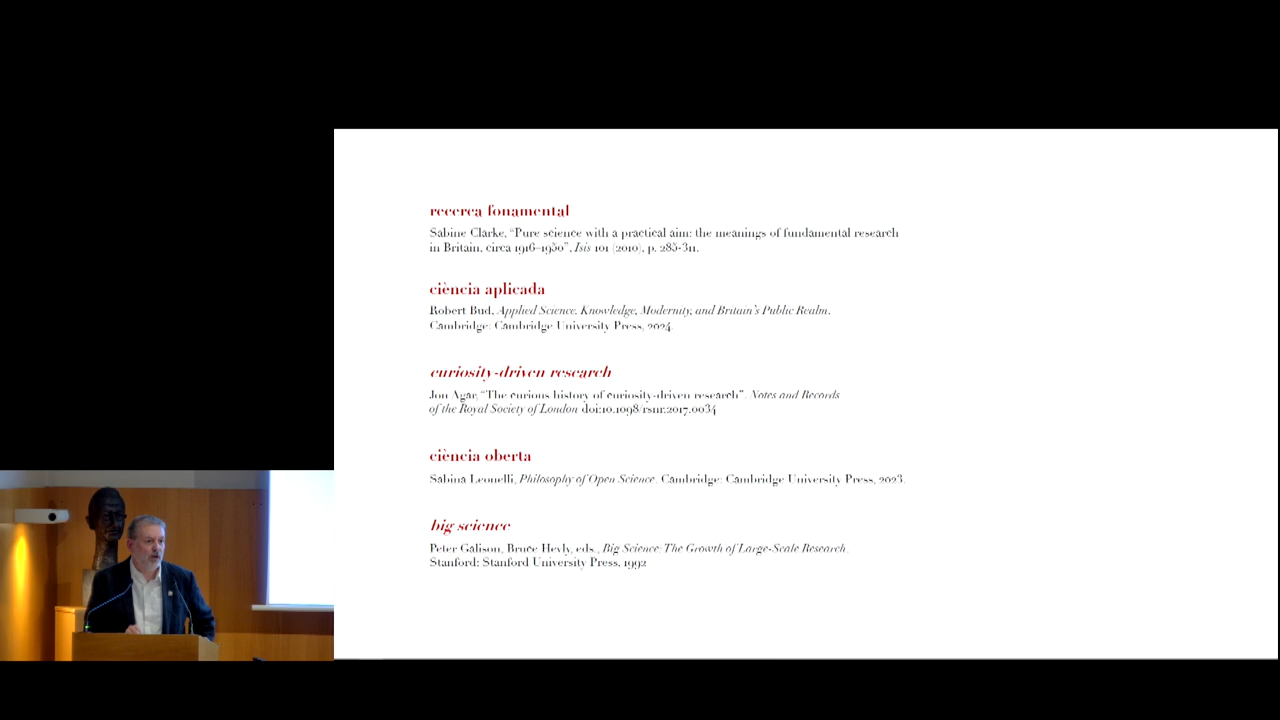 recerca fonamental
Sabine Clarke, “Pure science with a practical aim: the meanings of fundamental research
in Britain, circa 1916–1950”, Isis 101 (2010), p. 285-311.
ciència aplicada
Robert Bud, Applied Science. Knowledge, Modernity, and Britain’s Public Realm.
Cambridge: Cambridge University Press, 2024.
curiosity-driven research
Jon Agar, “The curious history of curiosity-driven research”. Notes and Records
of the Royal Society of London doi:10.1098/rsnr.2017.0034
ciència oberta
Sabina Leonelli, Philosophy of Open Science. Cambridge: Cambridge University Press, 2023.
big science
Peter Galison, Bruce Hevly, eds., Big Science: The Growth of Large-Scale Research.
Stanford: Stanford University Press, 1992